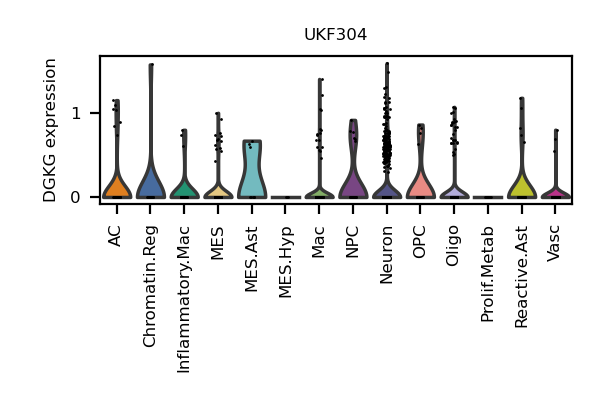 UKF304
DGKG expression
1
0
AC
Chromatin.Reg
Inflammatory.Mac
MES
MES.Ast
MES.Hyp
Mac
NPC
Neuron
OPC
Oligo
Prolif.Metab
Reactive.Ast
Vasc